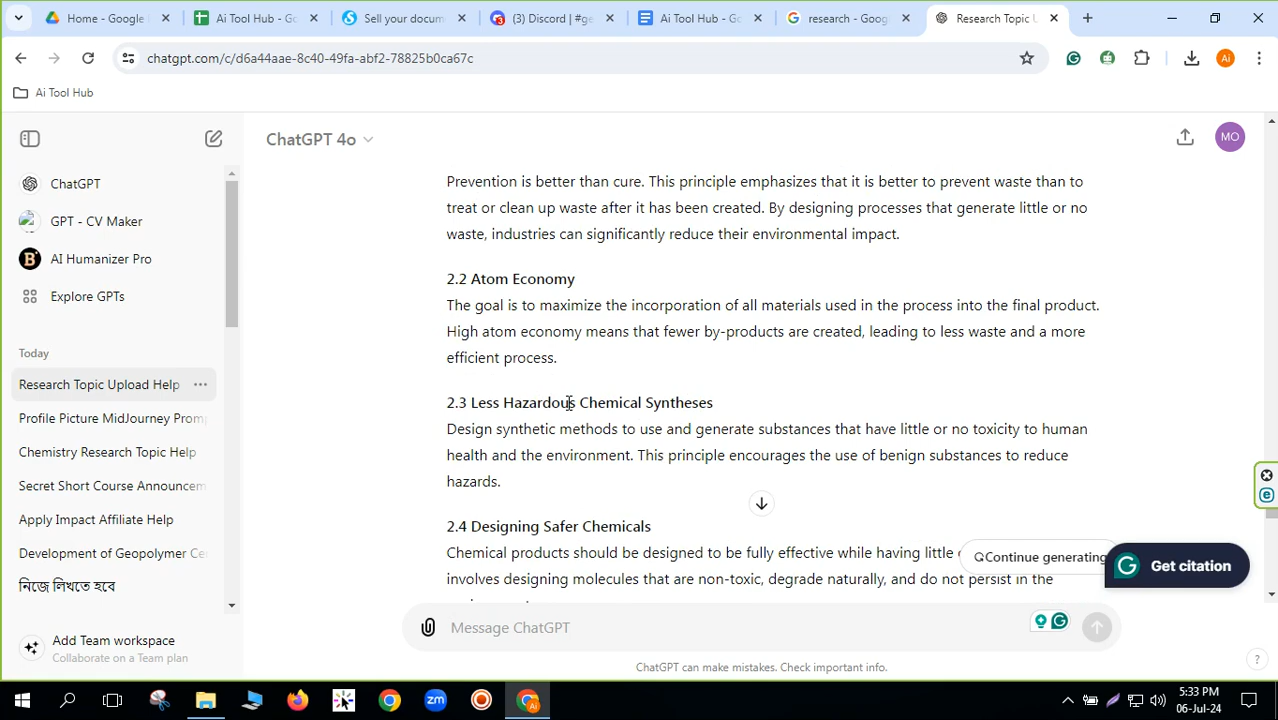 Home - Google
Ai Tool Hub - Go
Sell your docum
(3) Discord | #ge
Ai Tool Hub - Go
research - Goog
Research Topic U
chatgpt.com/c/d6a44aae-8c40-49fa-abf2-78825b0ca67c
Ai
Ai Tool Hub
ChatGPT 4o
MO
ChatGPT
GPT - CV Maker
AI Humanizer Pro
Explore GPTs
Today
Research Topic Upload Help
Profile Picture MidJourney Promp
Chemistry Research Topic Help
Secret Short Course Announcem
Apply Impact Affiliate Help
Development of Geopolymer Ce
নিজে লিখতে হবে
Add Team workspace
Collaborate on a Team plan
Prevention is better than cure. This principle emphasizes that it is better to prevent waste than to
treat or clean up waste after it has been created. By designing processes that generate little or no
waste, industries can significantly reduce their environmental impact.
2.2 Atom Economy
The goal is to maximize the incorporation of all materials used in the process into the final product.
High atom economy means that fewer by-products are created, leading to less waste and a more
efficient process.
2.3 Less Hazardous Chemical Syntheses
Design synthetic methods to use and generate substances that have little or no toxicity to human
health and the environment. This principle encourages the use of benign substances to reduce
hazards.
2.4 Designing Safer Chemicals
Chemical products should be designed to be fully effective while having little
involves designing molecules that are non-toxic, degrade naturally, and do not persist in the
Continue generating
Get citation
Message ChatGPT
ChatGPT can make mistakes. Check important info.
?
zm
Ai
5:33 PM
06-Jul-24